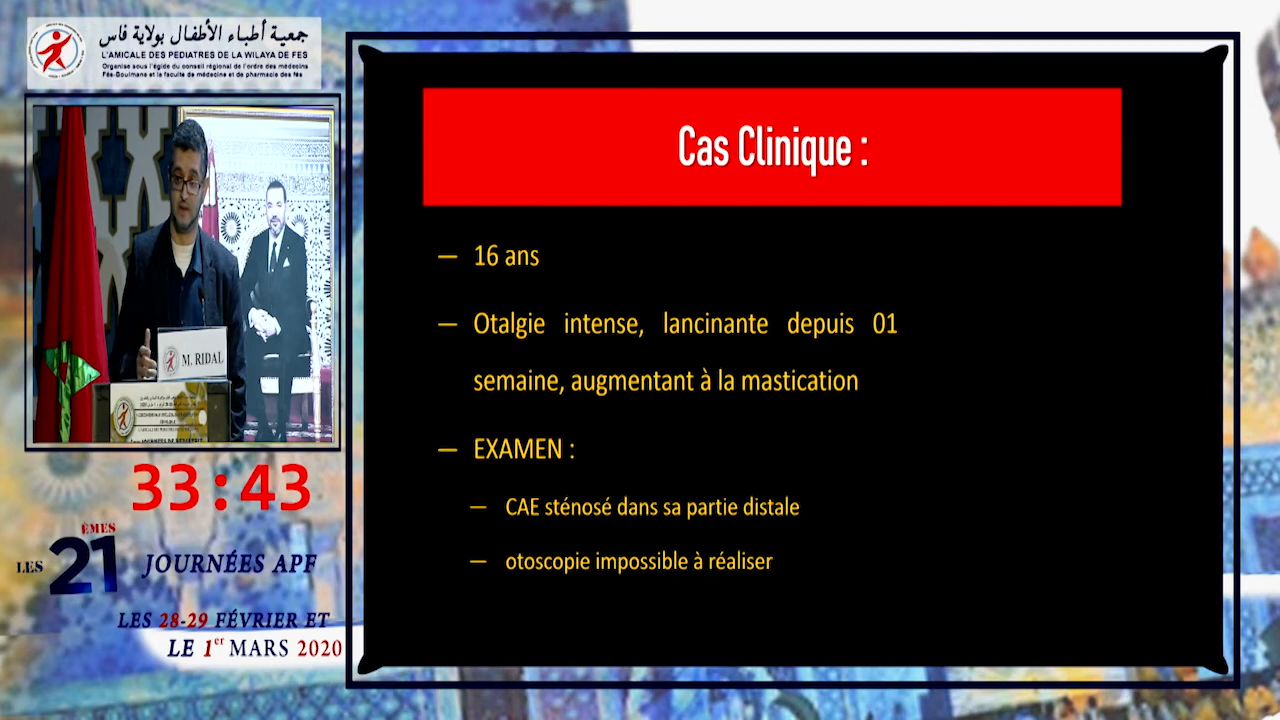 جمعية أطباء الأطفال بولاية فاس
L'AMICALE DES PEDIATRES DE LA WILAYA DE FES
Organise sous l'égide du conseil régional de l'ordre des médecins
Fès-Boulmane et la faculté de médecine et de pharmacie des fès
M. RIDAL
33:43
LES 21 ÈMES JOURNÉES APF
LES 28-29 FÉVRIER ET
LE 1er MARS 2020
Cas Clinique :
— 16 ans
— Otalgie intense, lancinante depuis 01
semaine, augmentant à la mastication
— EXAMEN :
— CAE sténosé dans sa partie distale
— otoscopie impossible à réaliser